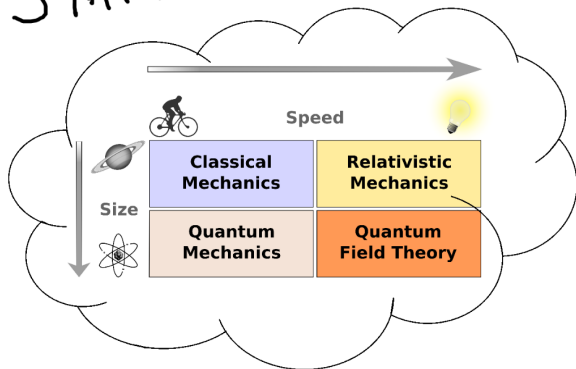 Speed
Classical
Mechanics
Relativistic
Mechanics
Size
Quantum
Mechanics
Quantum
Field Theory